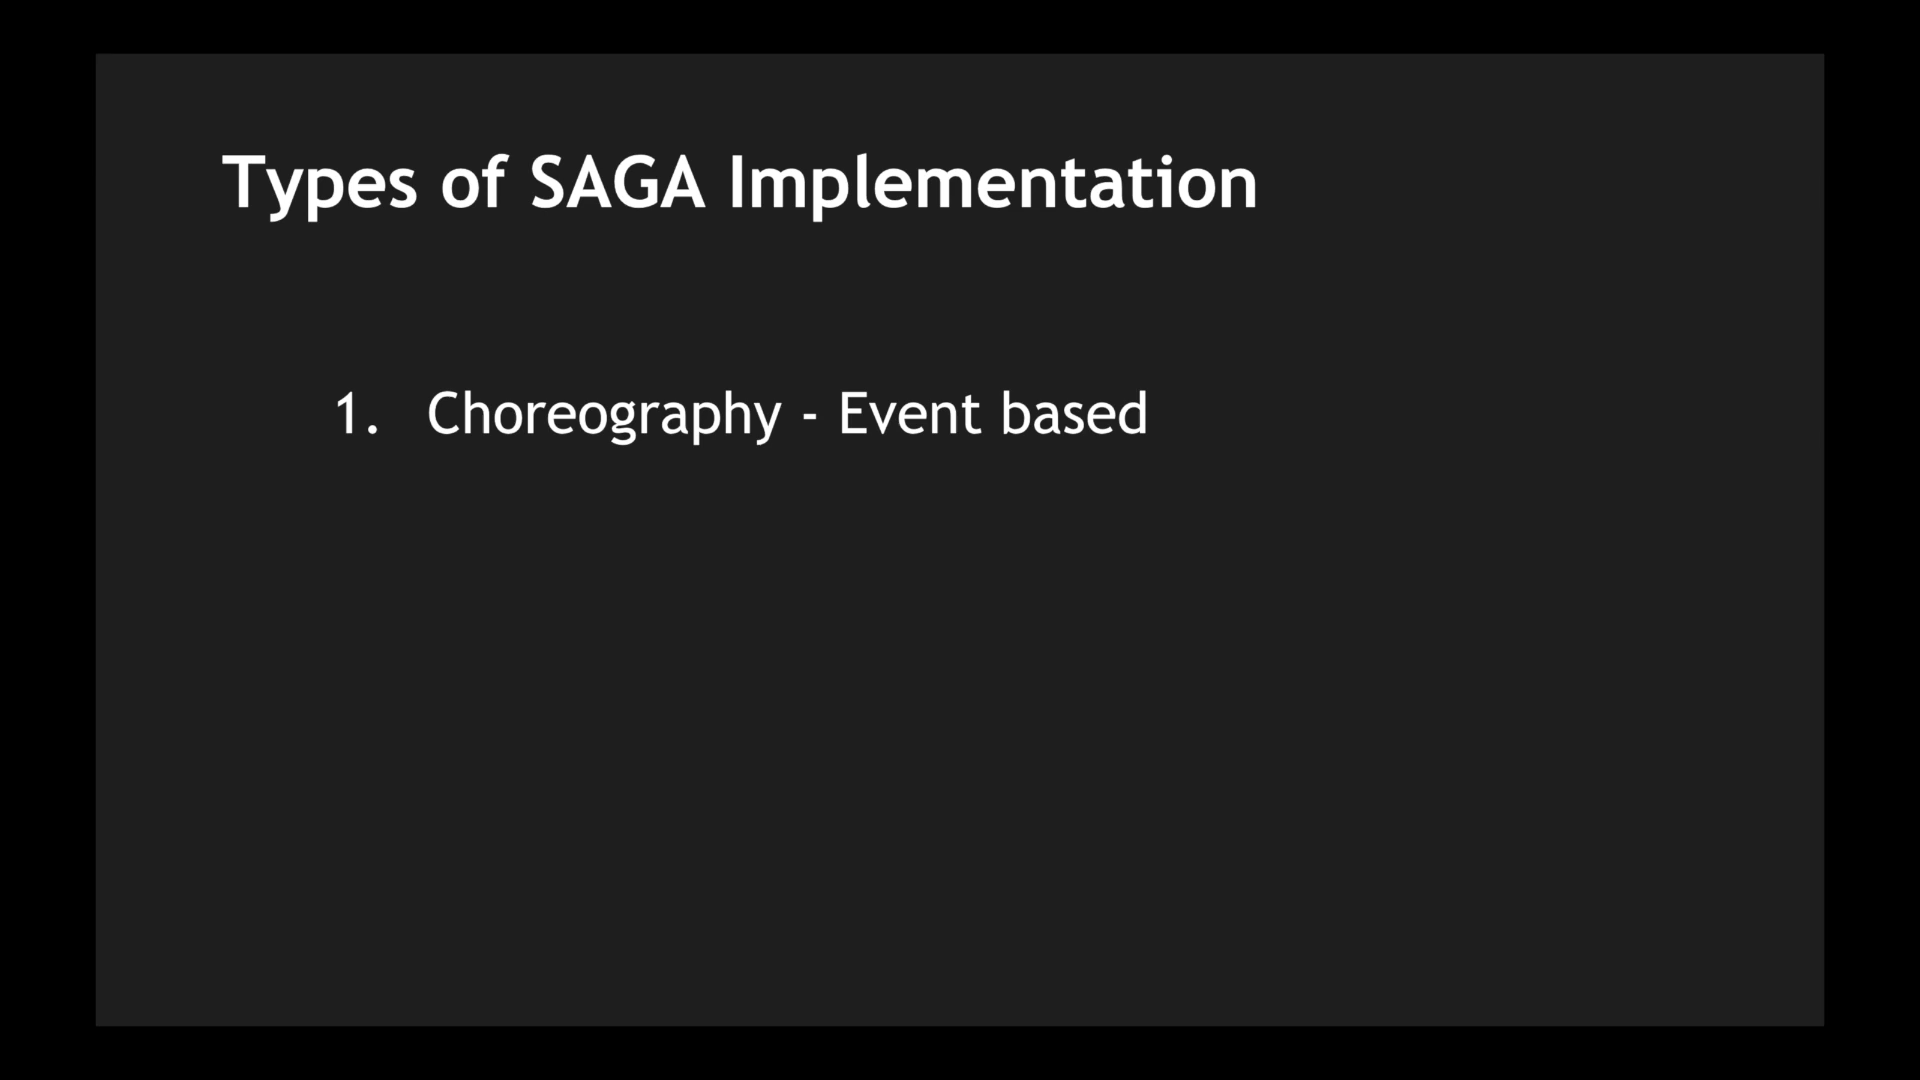 Types of SAGA Implementation
1. Choreography - Event based